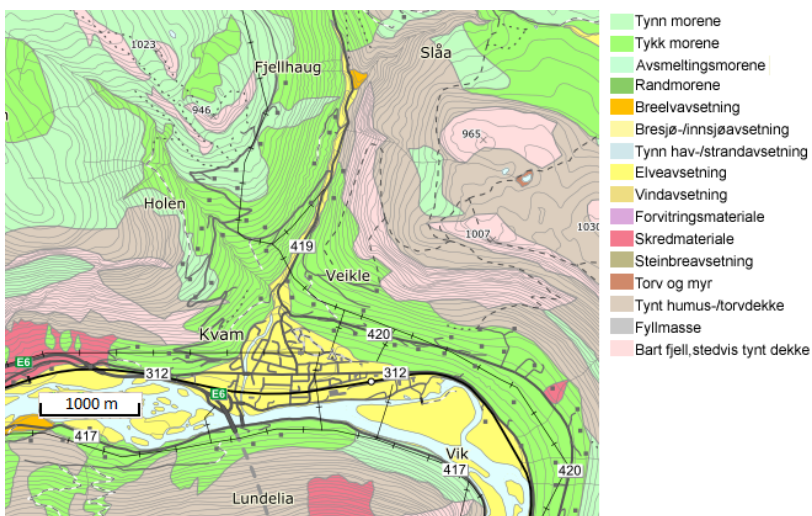 1023
Fjellhaug
Slåa
946
965
Holen
419
1007
1030
Veikle
Kvam
420
E6
312
312
E6
1000 m
417
Vik
417
420
Lundelia
Tynn morene
Tykk morene
Avsmeltingsmorene
Randmorene
Breelvavsetning
Bresjø-/innsjøavsetning
Tynn hav-/strandavsetning
Elveavsetning
Vindavsetning
Forvitringsmateriale
Skredmateriale
Steinbreavsetning
Torv og myr
Tynt humus-/torvdekke
Fyllmasse
Bart fjell,stedvis tynt dekke